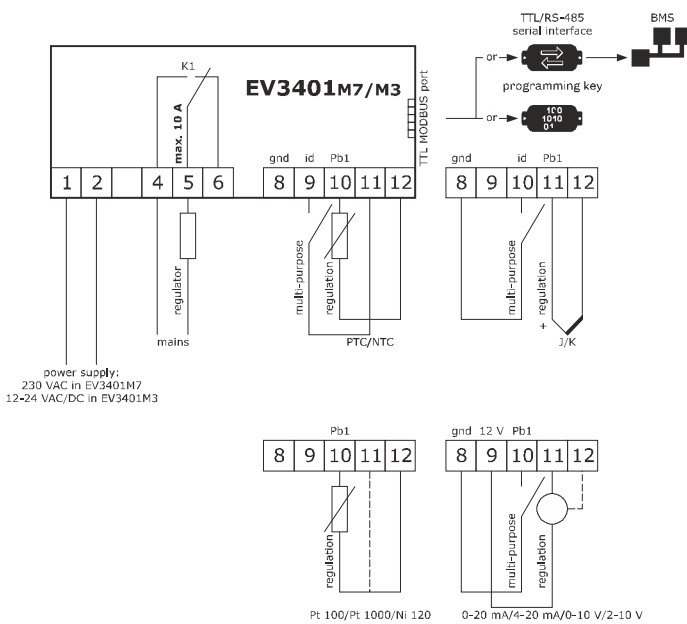 TTL/RS-485
serial interface
BMS
or
programming key
or
100
1010
01
K1
EV3401M7/M3
max. 10 A
TTL MODBUS port
gnd id Pb1
1 2 4 5 6 8 9 10 11 12
regulator
mains
multi-purpose
regulation
PTC/NTC
gnd id Pb1
8 9 10 11 12
multi-purpose
regulation
+
J/K
power supply:
230 VAC in EV3401M7
12-24 VAC/DC in EV3401M3
Pb1
8 9 10 11 12
regulation
Pt 100/Pt 1000/Ni 120
gnd 12 V Pb1
8 9 10 11 12
multi-purpose
regulation
0-20 mA/4-20 mA/0-10 V/2-10 V